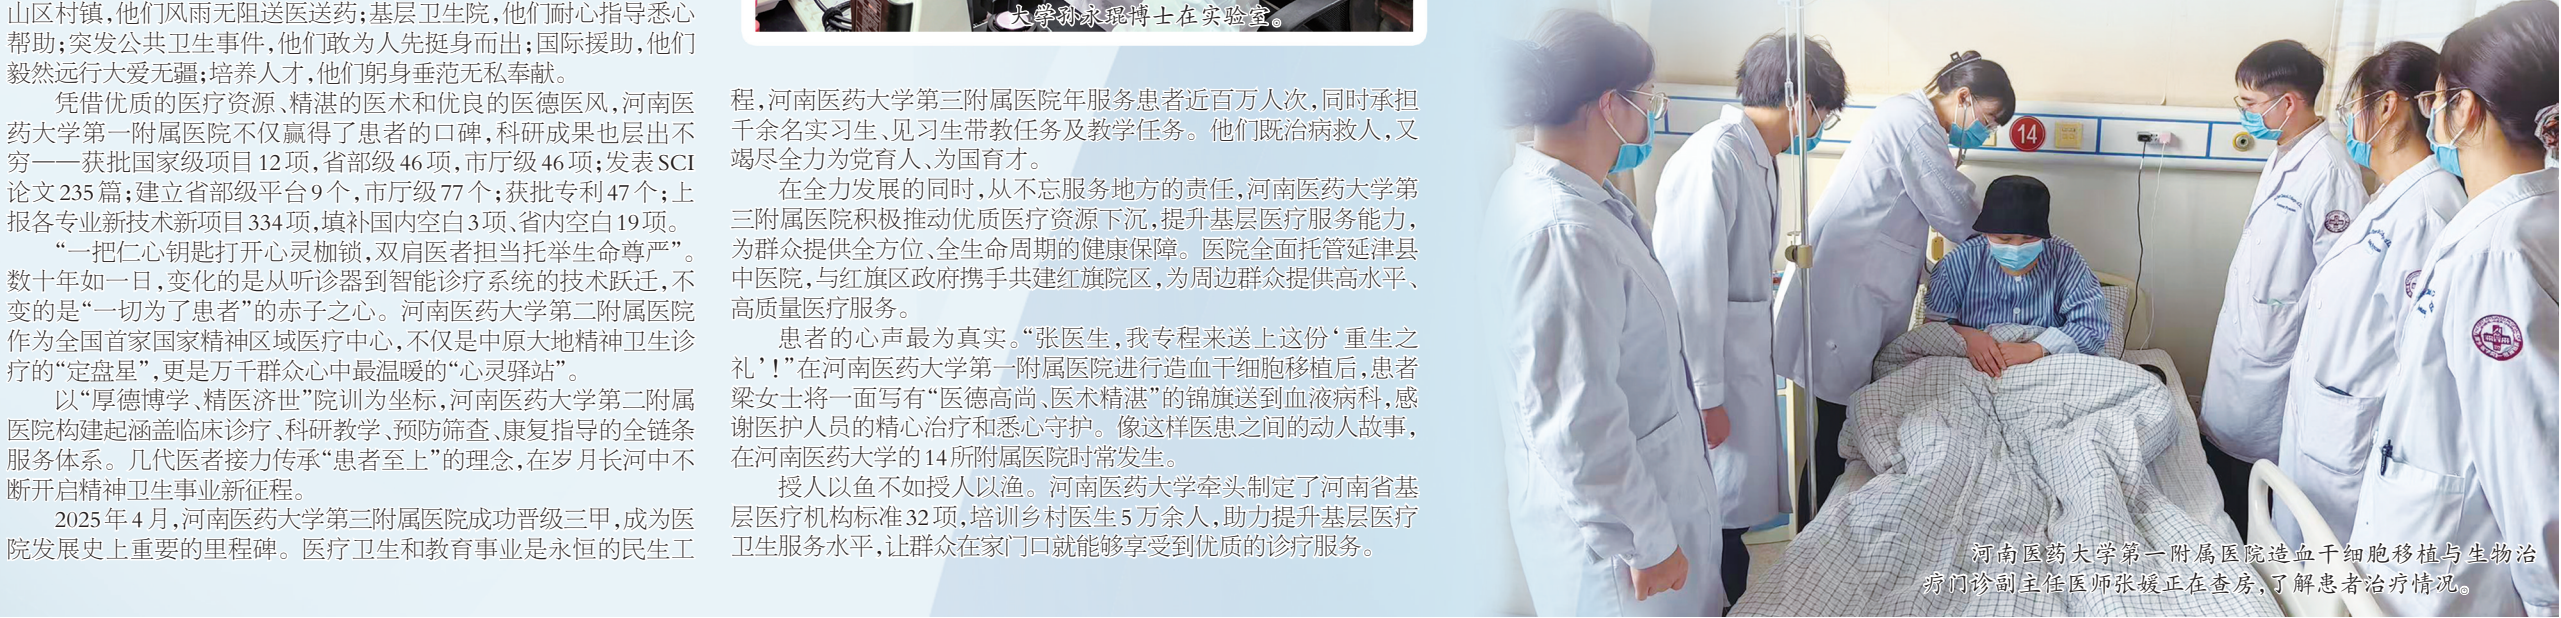 山区村镇,他们风雨无阻送医送药;基层卫生院,他们耐心指导悉心
帮助;突发公共卫生事件,他们敢为人先挺身而出;国际援助,他们
毅然远行大爱无疆;培养人才,他们躬身垂范无私奉献。
凭借优质的医疗资源、精湛的医术和优良的医德医风,河南医
药大学第一附属医院不仅赢得了患者的口碑,科研成果也层出不
穷——获批国家级项目12项,省部级46项,市厅级46项;发表SCI
论文235篇;建立省部级平台9个,市厅级77个;获批专利47个;上
报各专业新技术新项目334项,填补国内空白3项、省内空白19项。
“一把仁心钥匙打开心灵枷锁,双肩医者担当托举生命尊严”。
数十年如一日,变化的是从听诊器到智能诊疗系统的技术跃迁,不
变的是“一切为了患者”的赤子之心。河南医药大学第二附属医院
作为全国首家国家精神区域医疗中心,不仅是中原大地精神卫生诊
疗的“定盘星”,更是万千群众心中最温暖的“心灵驿站”。
以“厚德博学、精医济世”院训为坐标,河南医药大学第二附属
医院构建起涵盖临床诊疗、科研教学、预防筛查、康复指导的全链条
服务体系。几代医者接力传承“患者至上”的理念,在岁月长河中不
断开启精神卫生事业新征程。
2025年4月,河南医药大学第三附属医院成功晋级三甲,成为医
院发展史上重要的里程碑。医疗卫生和教育事业是永恒的民生工
大学孙永琨博士在实验室。
程,河南医药大学第三附属医院年服务患者近百万人次,同时承担
千余名实习生、见习生带教任务及教学任务。他们既治病救人,又
竭尽全力为党育人、为国育才。
在全力发展的同时,从不忘服务地方的责任,河南医药大学第
三附属医院积极推动优质医疗资源下沉,提升基层医疗服务能力,
为群众提供全方位、全生命周期的健康保障。医院全面托管延津县
中医院,与红旗区政府携手共建红旗院区,为周边群众提供高水平、
高质量医疗服务。
患者的心声最为真实。“张医生,我专程来送上这份‘重生之
礼’!”在河南医药大学第一附属医院进行造血干细胞移植后,患者
梁女士将一面写有“医德高尚、医术精湛”的锦旗送到血液病科,感
谢医护人员的精心治疗和悉心守护。像这样医患之间的动人故事,
在河南医药大学的14所附属医院时常发生。
授人以鱼不如授人以渔。河南医药大学牵头制定了河南省基
层医疗机构标准32项,培训乡村医生5万余人,助力提升基层医疗
卫生服务水平,让群众在家门口就能够享受到优质的诊疗服务。
14
河南医药大学第一附属医院造血干细胞移植与生物治
疗门诊副主任医师张媛正在查房,了解患者治疗情况。